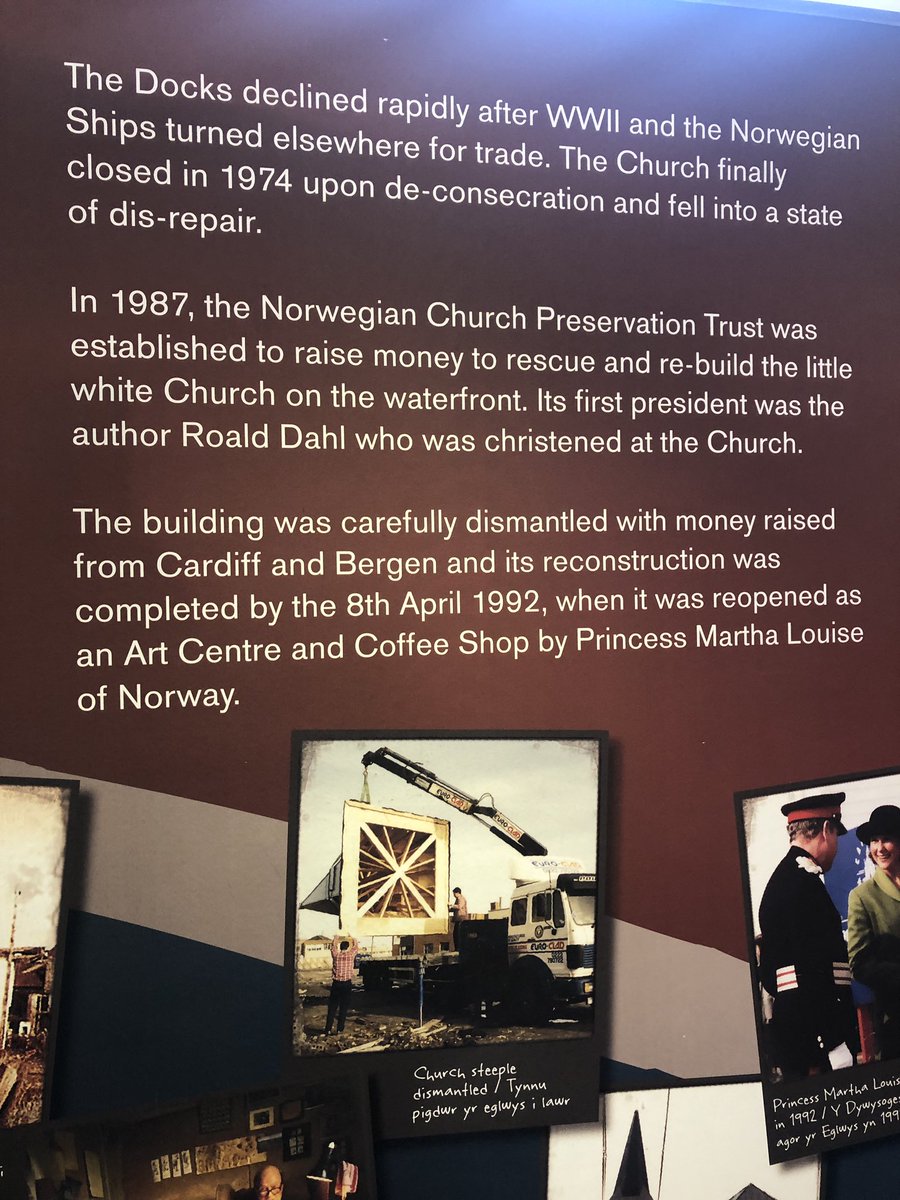 The Docks declined rapidly after WWII and the Norwegian
Ships turned elsewhere for trade. The Church finally
closed in 1974 upon de-consecration and fell into a state
of dis-repair.
In 1987, the Norwegian Church Preservation Trust was
established to raise money to rescue and re-build the little
white Church on the waterfront. Its first president was the
author Roald Dahl who was christened at the Church.
The building was carefully dismantled with money raised
from Cardiff and Bergen and its reconstruction was
completed by the 8th April 1992, when it was reopened as
an Art Centre and Coffee Shop by Princess Martha Louise
of Norway.
EURO-CLAD
EURO-CLAD
EURO-CLAD
EURO-CLAD
Church steeple
dismantled / Tynnu
pigdwr yr eglwys i lawr
Princess Martha Louis
in 1992 / Y Dywysoges
agor yr Eglwys yn 199